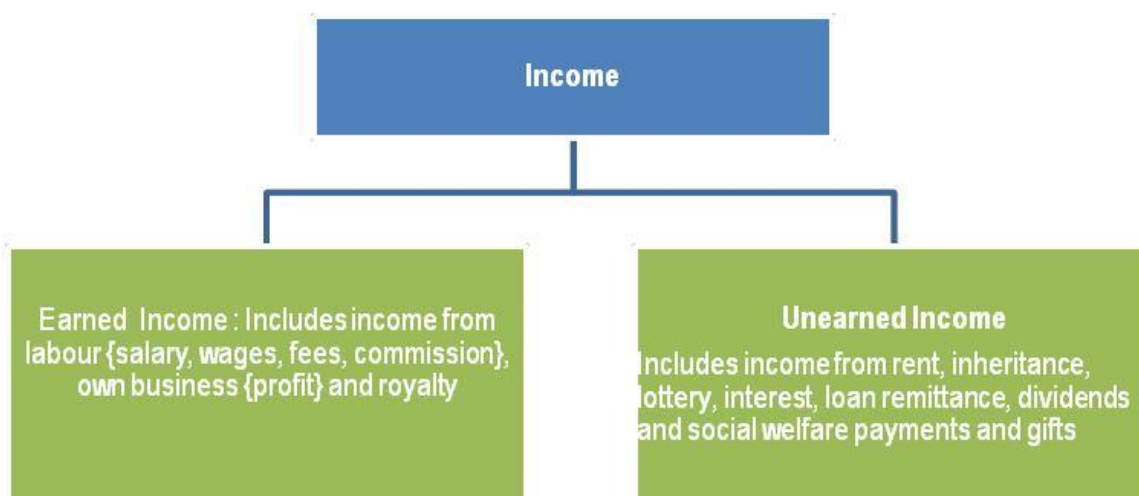 Income
Earned Income : Includes income from
labour {salary, wages, fees, commission},
own business {profit} and royalty
Unearned Income
Includes income from rent, inheritance,
lottery, interest, loan remittance, dividends
and social welfare payments and gifts